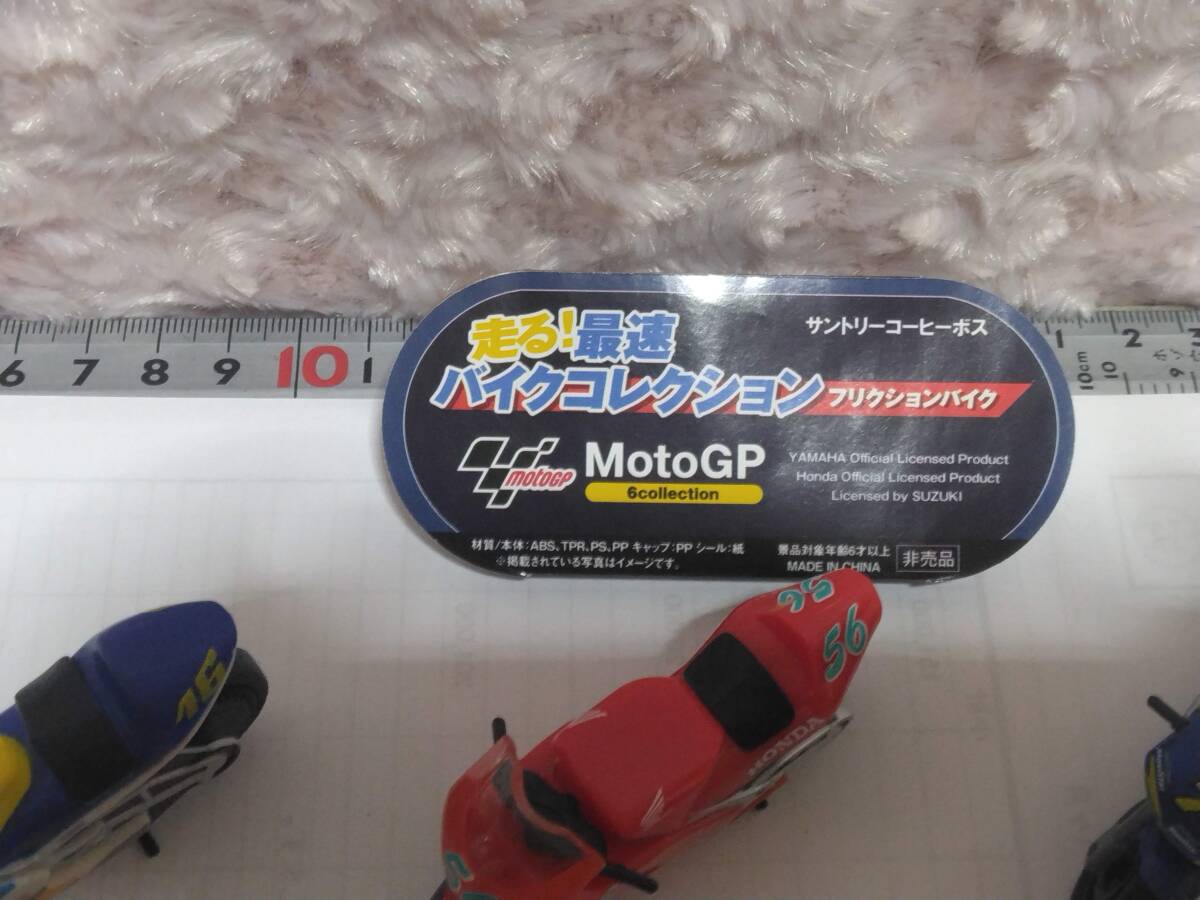 6 7 8 9 10 1
サントリーコーヒーボス
走る!最速
バイクコレクション
フリクションバイク
motoGP
MotoGP
6collection
YAMAHA Official Licensed Product
Honda Official Licensed Product
Licensed by SUZUKI
材質/本体:ABS、TPR、PS、PP キャップ:PP シール:紙
※掲載されている写真はイメージです。
景品対象年齢6才以上
MADE IN CHINA
非売品
1 2
10cm
10 9
46
56
56
HONDA